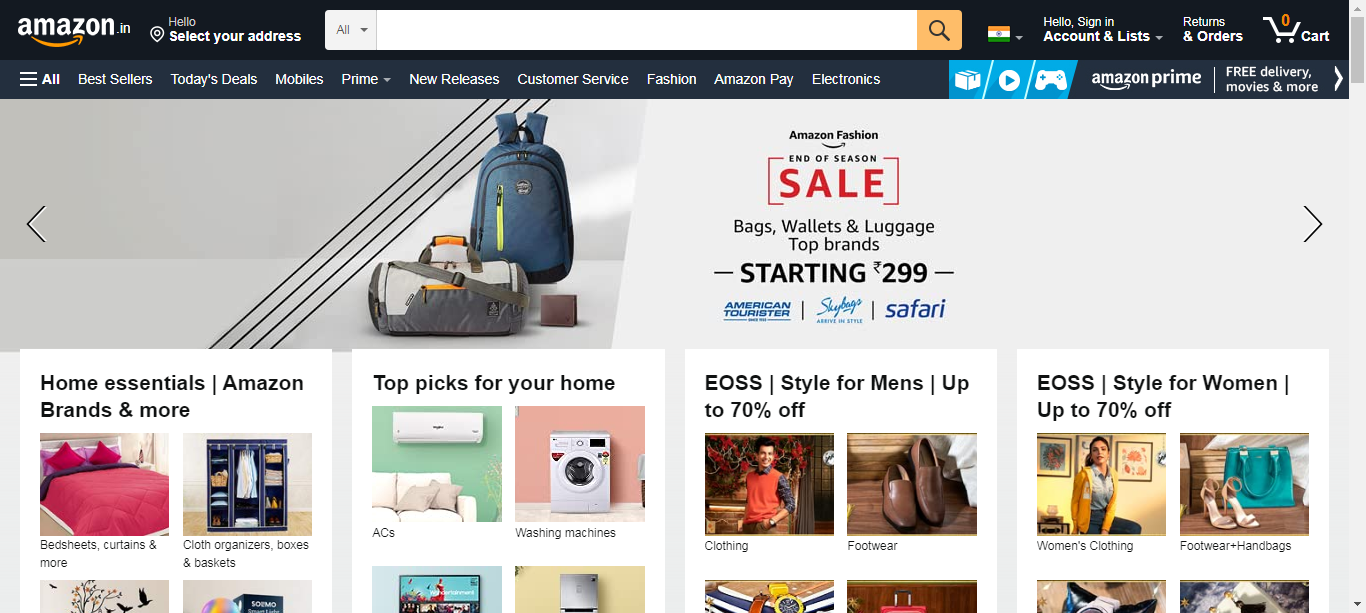 amazon.in
Hello
Select your address
All
Hello, Sign in
Account & Lists
Returns
& Orders
0
Cart
All
Best Sellers
Today's Deals
Mobiles
Prime
New Releases
Customer Service
Fashion
Amazon Pay
Electronics
amazon prime
FREE delivery,
movies & more
Amazon Fashion
END OF SEASON
SALE
Bags, Wallets & Luggage
Top brands
— STARTING ₹299 —
AMERICAN
TOURISTER
SINCE 1933
Skybags
ARRIVE IN STYLE
safari
Home essentials | Amazon
Brands & more
Bedsheets, curtains &
more
Cloth organizers, boxes
& baskets
SOLIMO
Top picks for your home
Whirlpool
ACs
LG
Washing machines
EOSS | Style for Mens | Up
to 70% off
Clothing
Footwear
EOSS | Style for Women |
Up to 70% off
Women's Clothing
Footwear+Handbags